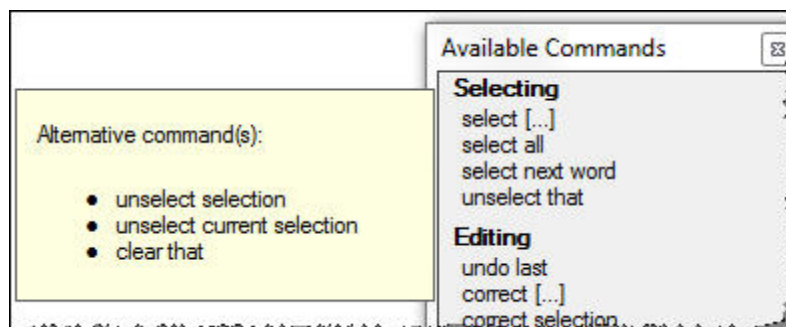 Available Commands
Selecting
select [...]
select all
select next word
unselect that
Editing
undo last
correct [...]
correct selection
Alternative command(s):
• unselect selection
• unselect current selection
• clear that